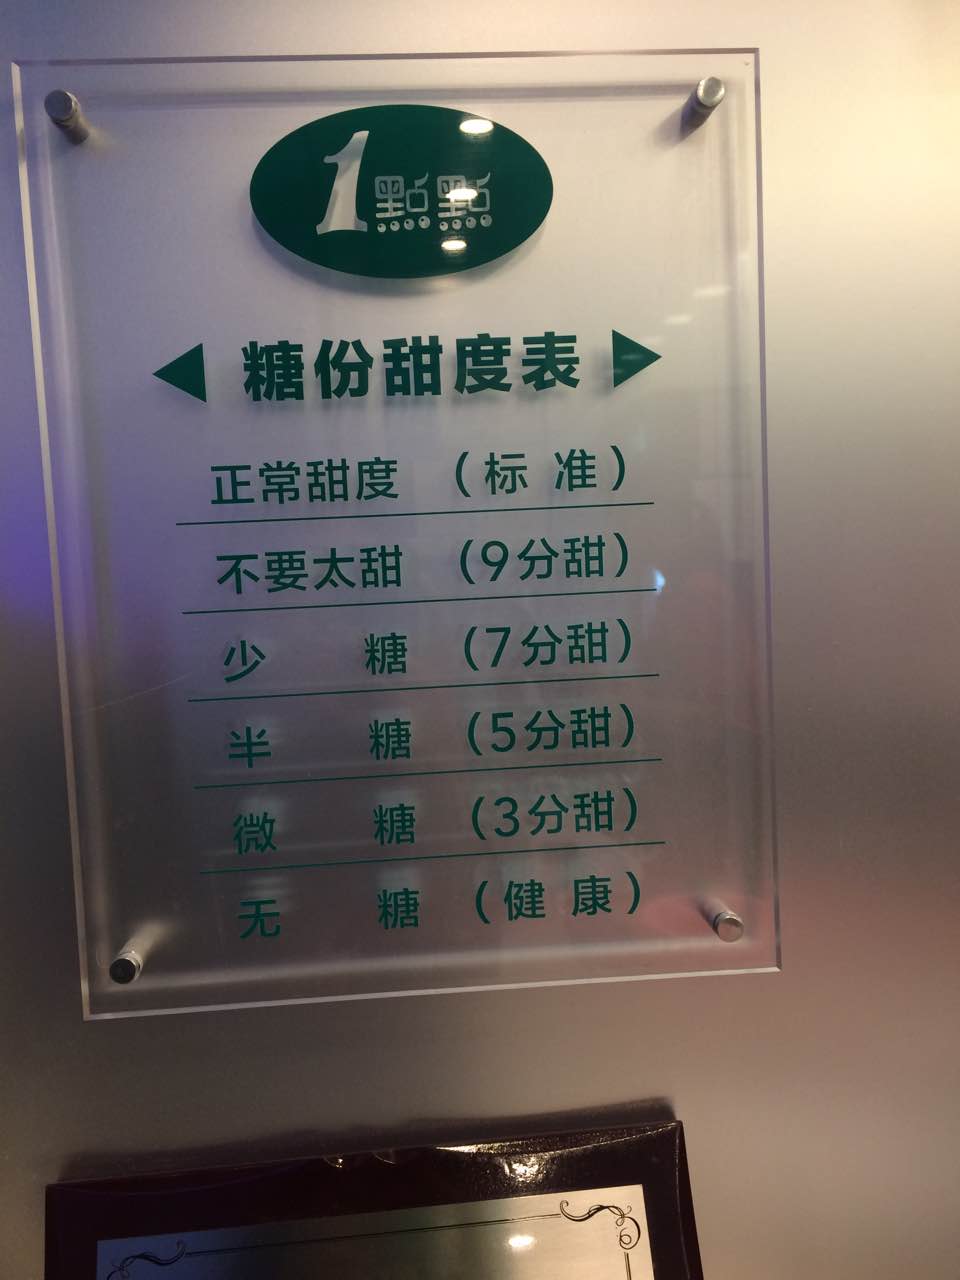 1點點
糖份甜度表
正常甜度 （标 准）
不要太甜 （9分甜）
少 糖 （7分甜）
半 糖 （5分甜）
微 糖 （3分甜）
无 糖 （健 康）